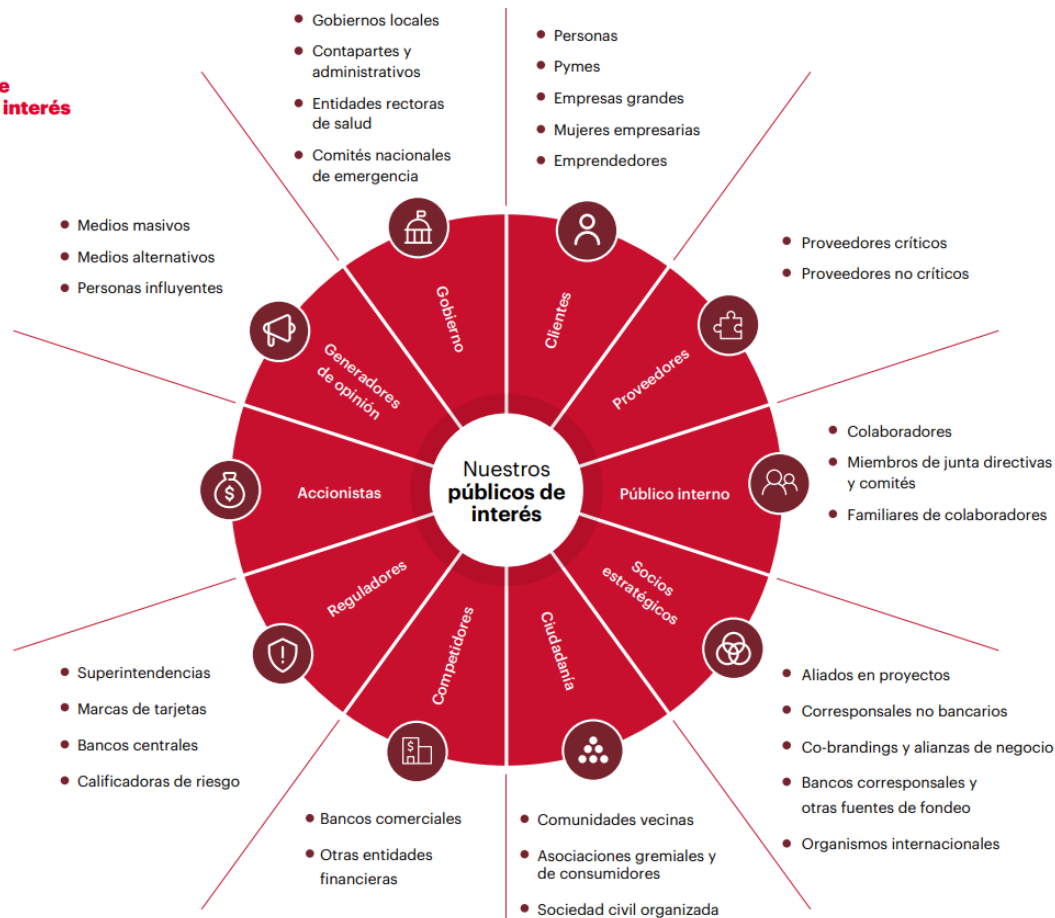 e
interés
Gobiernos locales
Contapartes y
administrativos
Entidades rectoras
de salud
Comités nacionales
de emergencia
Personas
Pymes
Empresas grandes
Mujeres empresarias
Emprendedores
Medios masivos
Medios alternativos
Personas influyentes
Proveedores críticos
Proveedores no críticos
Gobierno
Clientes
Generadores
de opinión
Proveedores
Accionistas
Nuestros
públicos de
interés
Público interno
Colaboradores
Miembros de junta directivas
y comités
Familiares de colaboradores
Reguladores
Competidores
Ciudadanía
Socios
estratégicos
Superintendencias
Marcas de tarjetas
Bancos centrales
Calificadoras de riesgo
Bancos comerciales
Otras entidades
financieras
Comunidades vecinas
Asociaciones gremiales y
de consumidores
Sociedad civil organizada
Aliados en proyectos
Corresponsales no bancarios
Co-brandings y alianzas de negocio
Bancos corresponsales y
otras fuentes de fondeo
Organismos internacionales